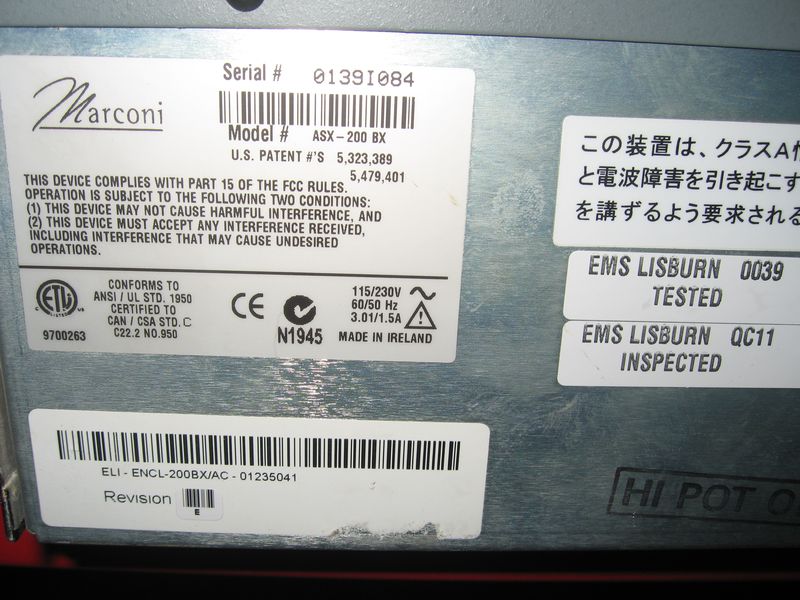 Marconi
Serial # 0139I084
Model # ASX-200 BX
U.S. PATENT #'S 5,323,389
5,479,401
THIS DEVICE COMPLIES WITH PART 15 OF THE FCC RULES.
OPERATION IS SUBJECT TO THE FOLLOWING TWO CONDITIONS:
(1) THIS DEVICE MAY NOT CAUSE HARMFUL INTERFERENCE, AND
(2) THIS DEVICE MUST ACCEPT ANY INTERFERENCE RECEIVED,
INCLUDING INTERFERENCE THAT MAY CAUSE UNDESIRED
OPERATIONS.
ETL
C LISTED US
9700263
CONFORMS TO
ANSI / UL STD. 1950
CERTIFIED TO
CAN / CSA STD. C
C22.2 NO.950
CE
N1945
115/230V
60/50 Hz
3.01/1.5A
MADE IN IRELAND
この装置は、クラスA
と電波障害を引き起こす
を講ずるよう要求される
EMS LISBURN 0039
TESTED
EMS LISBURN QC11
INSPECTED
ELI - ENCL-200BX/AC - 01235041
Revision
E
HI POT